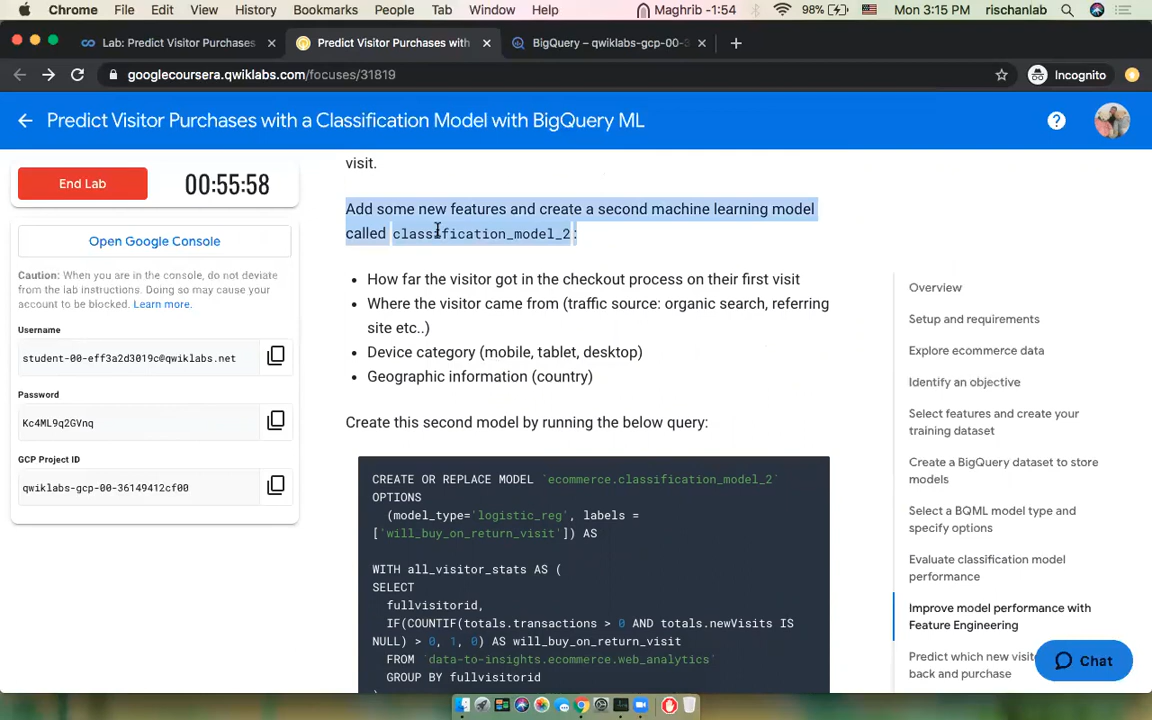 Chrome File Edit View History Bookmarks People Tab Window Help Maghrib -1:54 98% Mon 3:15 PM rischanlab
Lab: Predict Visitor Purchases
Predict Visitor Purchases with
BigQuery – qwiklabs-gcp-00-3
googlecoursera.qwiklabs.com/focuses/31819
Incognito
Predict Visitor Purchases with a Classification Model with BigQuery ML
End Lab
00:55:58
Open Google Console
Caution: When you are in the console, do not deviate
from the lab instructions. Doing so may cause your
account to be blocked. Learn more.
Username
student-00-eff3a2d3019c@qwiklabs.net
Password
Kc4ML9q2GVnq
GCP Project ID
qwiklabs-gcp-00-36149412cf00
visit.
Add some new features and create a second machine learning model
called classification_model_2:
• How far the visitor got in the checkout process on their first visit
• Where the visitor came from (traffic source: organic search, referring
site etc..)
• Device category (mobile, tablet, desktop)
• Geographic information (country)
Create this second model by running the below query:
CREATE OR REPLACE MODEL `ecommerce.classification_model_2`
OPTIONS
(model_type='logistic_reg', labels =
['will_buy_on_return_visit']) AS
WITH all_visitor_stats AS (
SELECT
fullvisitorid,
IF(COUNTIF(totals.transactions > 0 AND totals.newVisits IS
NULL) > 0, 1, 0) AS will_buy_on_return_visit
FROM `data-to-insights.ecommerce.web_analytics`
GROUP BY fullvisitorid
Overview
Setup and requirements
Explore ecommerce data
Identify an objective
Select features and create your
training dataset
Create a BigQuery dataset to store
models
Select a BQML model type and
specify options
Evaluate classification model
performance
Improve model performance with
Feature Engineering
Predict which new
back and purchase
Chat